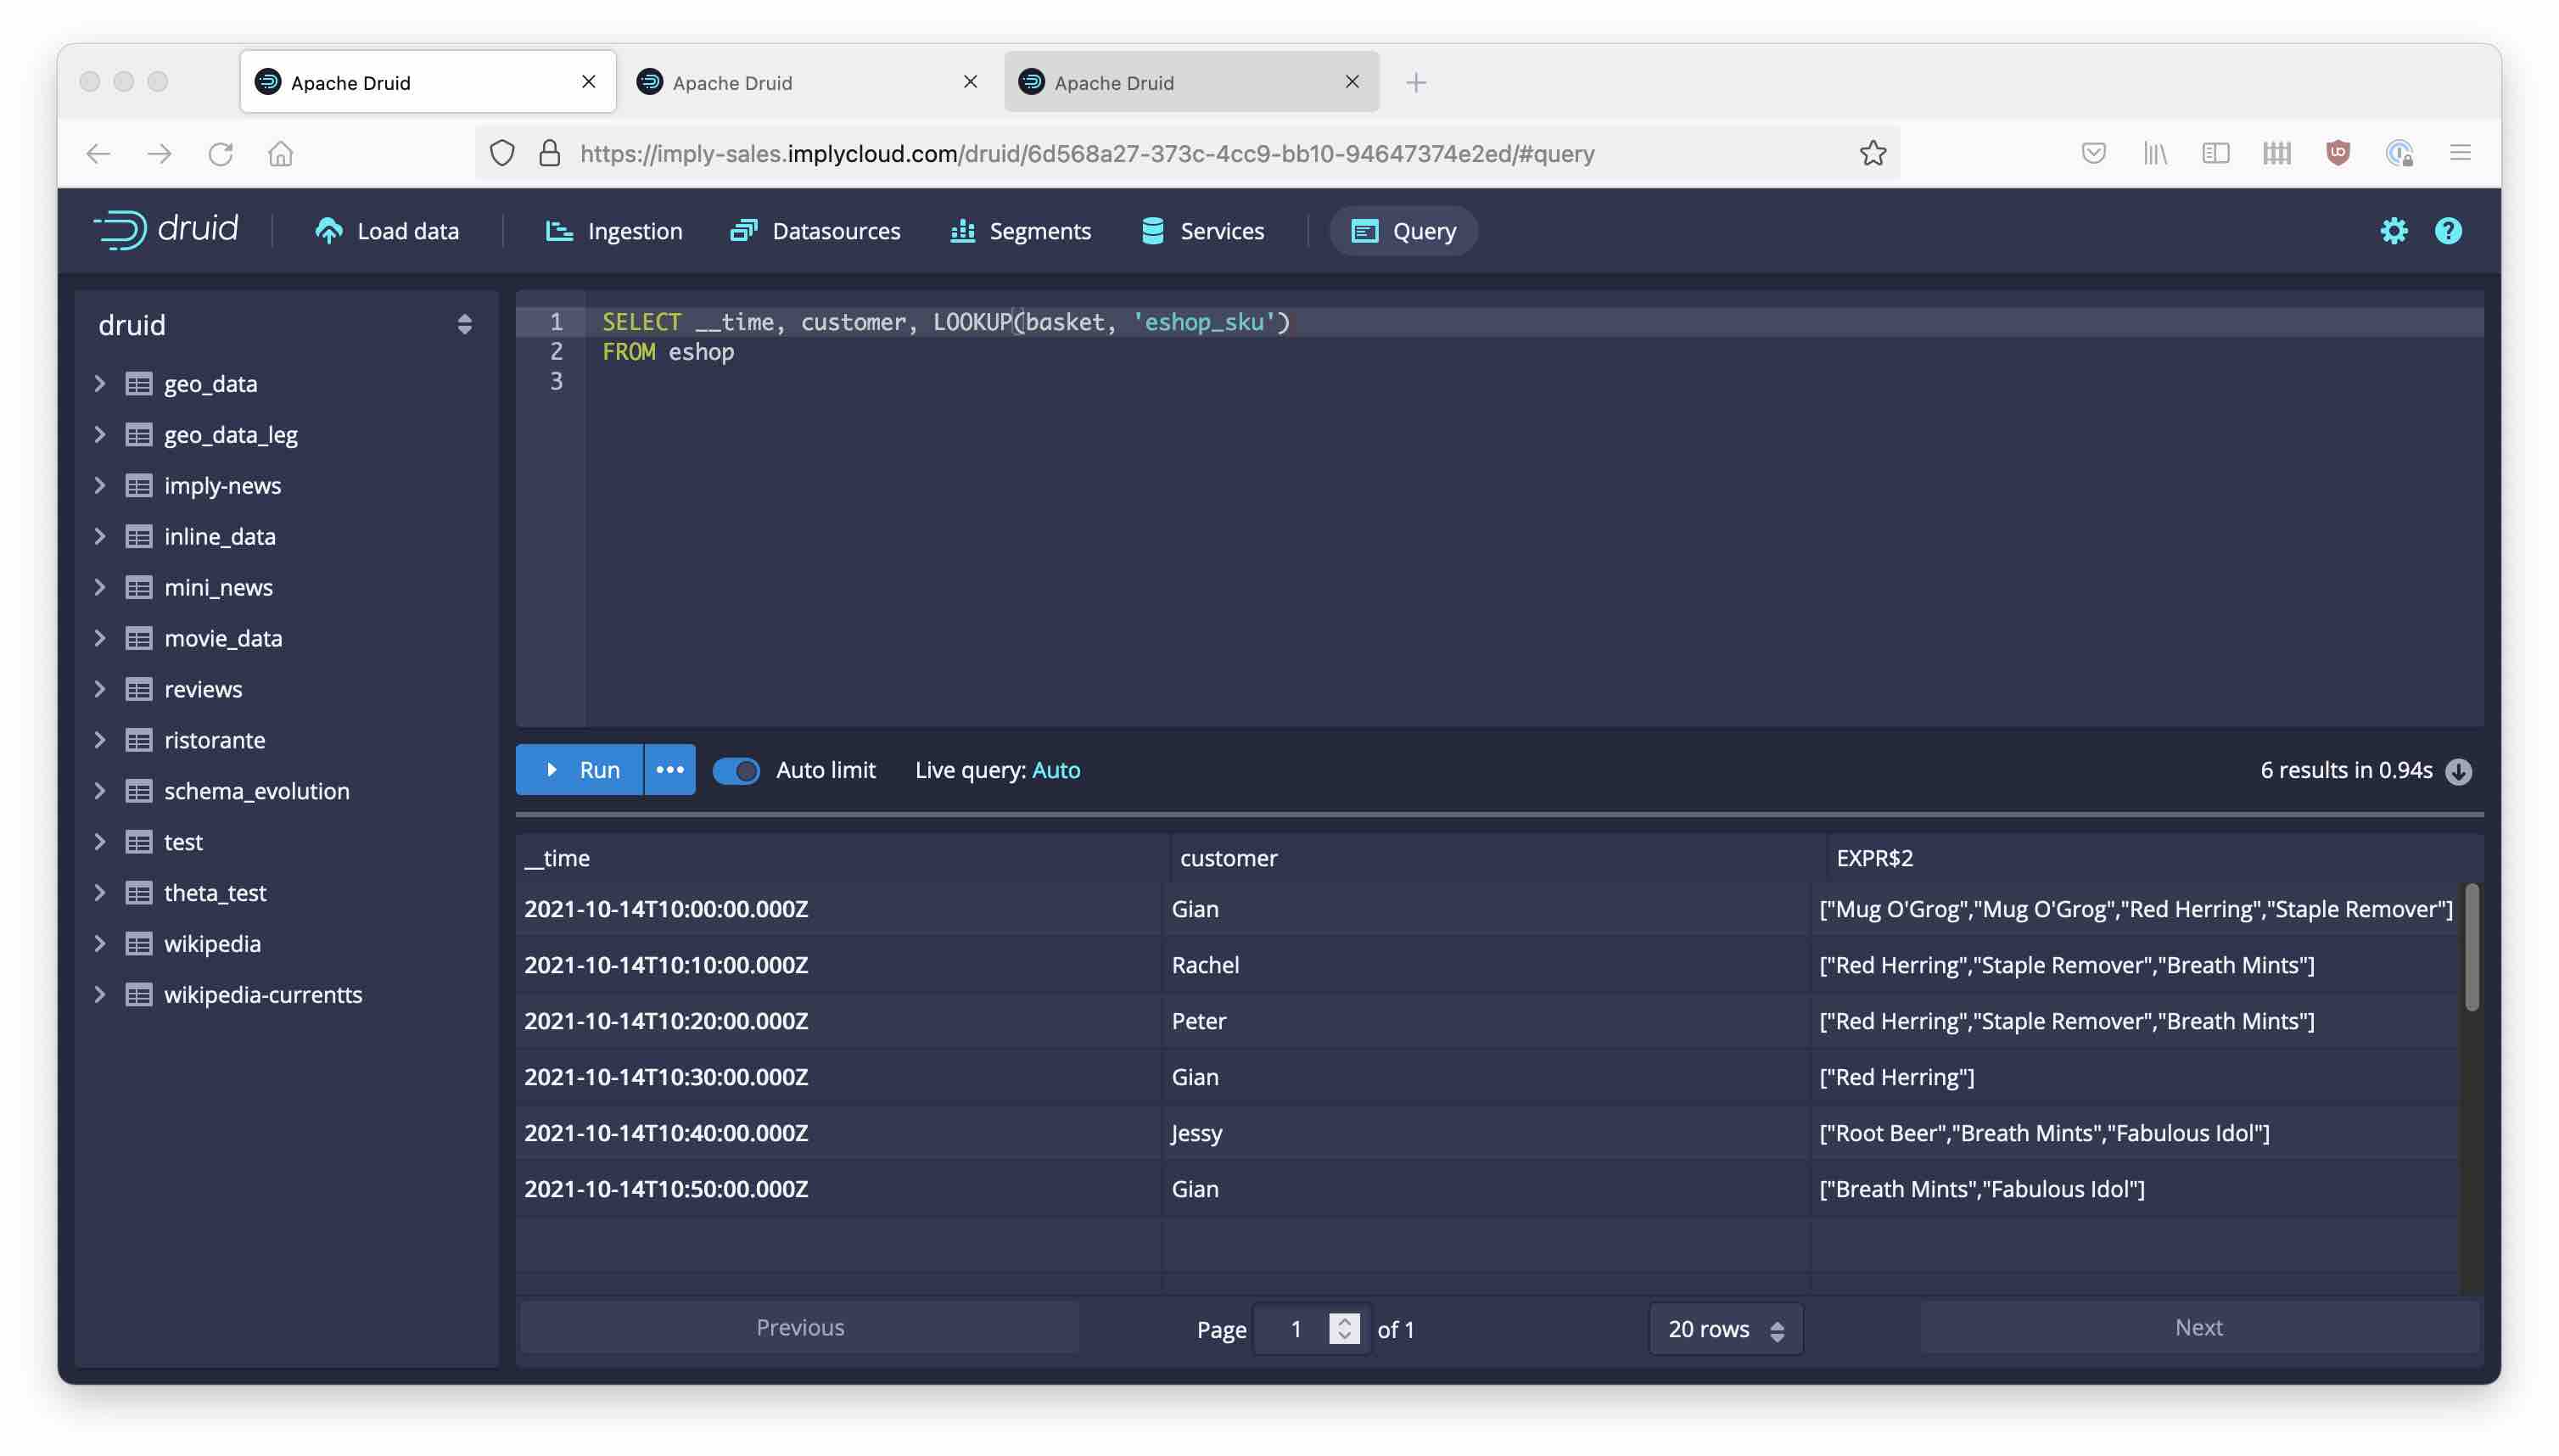 Apache Druid
Apache Druid
Apache Druid
https://imply-sales.implycloud.com/druid/6d568a27-373c-4cc9-bb10-94647374e2ed/#query
druid
Load data
Ingestion
Datasources
Segments
Services
Query
druid
geo_data
geo_data_leg
imply-news
inline_data
mini_news
movie_data
reviews
ristorante
schema_evolution
test
theta_test
wikipedia
wikipedia-currentts
1 SELECT __time, customer, LOOKUP(basket, 'eshop_sku')
2 FROM eshop
3
Run ••• Auto limit Live query: Auto 6 results in 0.94s
__time customer EXPR$2
2021-10-14T10:00:00.000Z Gian ["Mug O'Grog","Mug O'Grog","Red Herring","Staple Remover"]
2021-10-14T10:10:00.000Z Rachel ["Red Herring","Staple Remover","Breath Mints"]
2021-10-14T10:20:00.000Z Peter ["Red Herring","Staple Remover","Breath Mints"]
2021-10-14T10:30:00.000Z Gian ["Red Herring"]
2021-10-14T10:40:00.000Z Jessy ["Root Beer","Breath Mints","Fabulous Idol"]
2021-10-14T10:50:00.000Z Gian ["Breath Mints","Fabulous Idol"]
Previous Page 1 of 1 20 rows Next